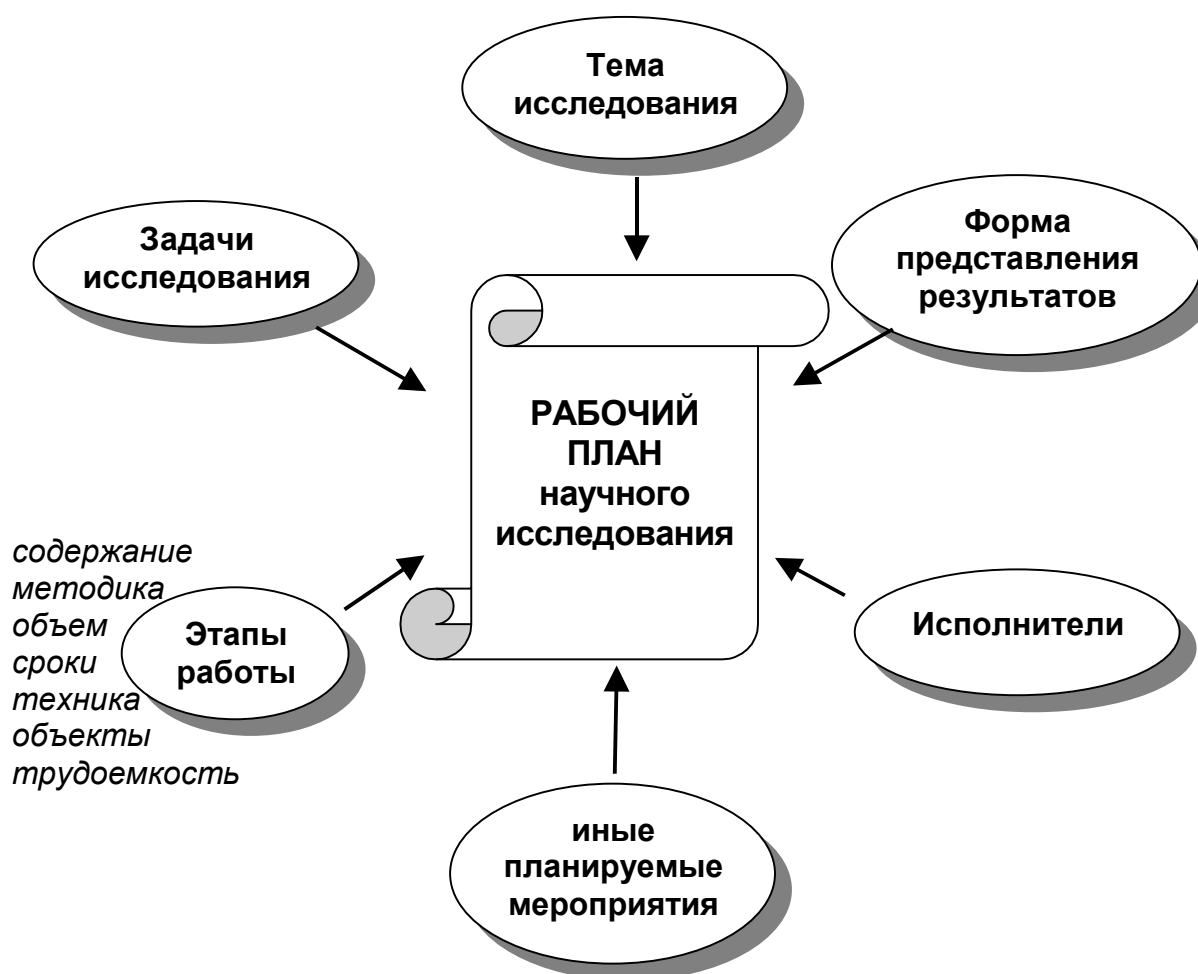 Тема
исследования
Задачи
исследования
Форма
представления
результатов
РАБОЧИЙ
ПЛАН
научного
исследования
содержание
методика
объем
сроки
техника
объекты
трудоемкость
Этапы
работы
Исполнители
иные
планируемые
мероприятия